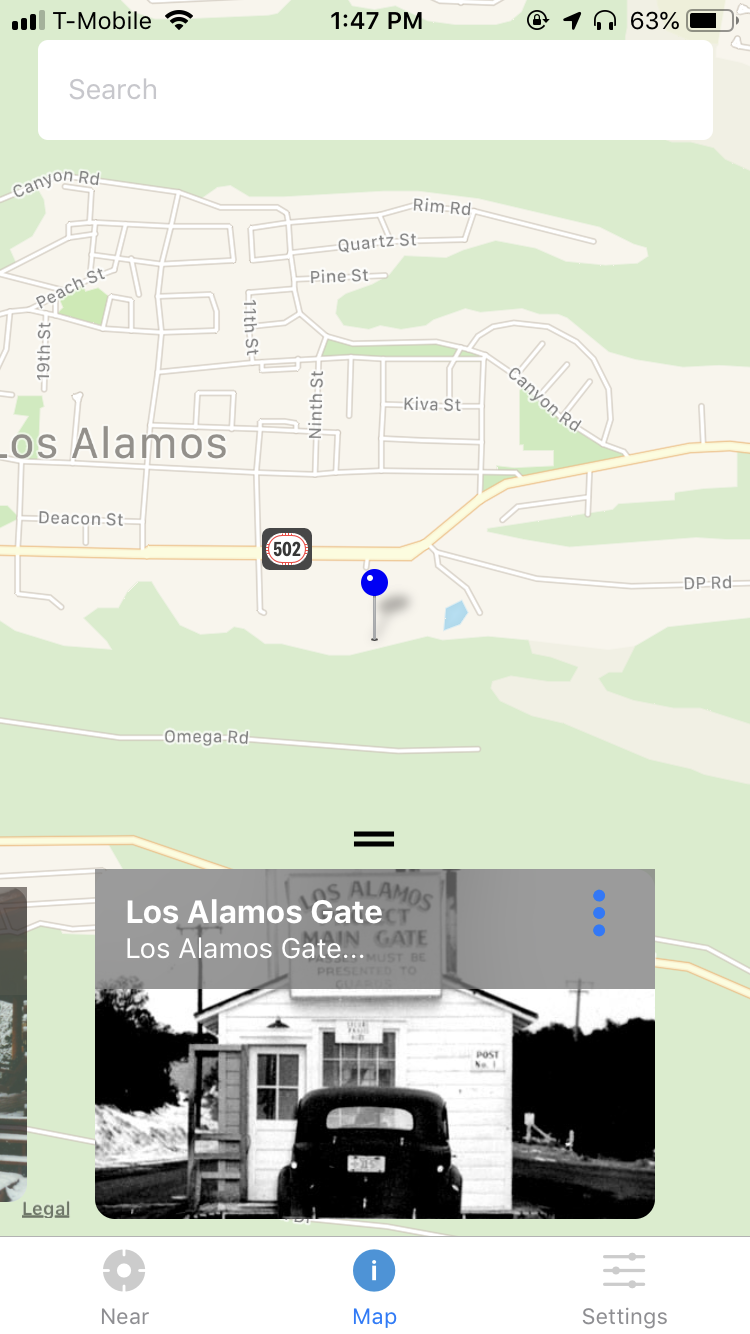 T-Mobile 1:47 PM 63%
Search
Canyon Rd
Rim Rd
Quartz St
Pine St
Peach St
11th St
19th St
Ninth St
Canyon Rd
Kiva St
Los Alamos
Deacon St
502
DP Rd
Omega Rd
LOS ALAMOS
Los Alamos Gate
MAIN GATE
Los Alamos Gate...
PASSES MUST BE
PRESENTED TO
GUARDS
POST
No. 1
Legal
i
Near Map Settings